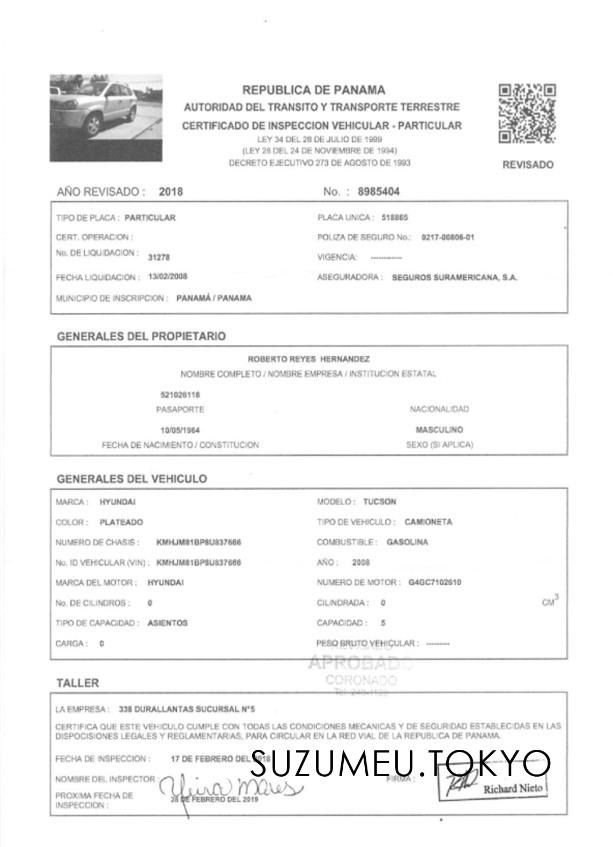 REPUBLICA DE PANAMA
AUTORIDAD DEL TRANSITO Y TRANSPORTE TERRESTRE
CERTIFICADO DE INSPECCION VEHICULAR - PARTICULAR
LEY 34 DEL 28 DE JULIO DE 1999
(LEY 26 DEL 24 DE NOVIEMBRE DE 1994)
DECRETO EJECUTIVO 273 DE AGOSTO DE 1993
REVISADO
AÑO REVISADO : 2018 No. : 8985404
TIPO DE PLACA : PARTICULAR PLACA UNICA : 518865
CERT. OPERACION : POLIZA DE SEGURO No.: 0217-00806-01
No. DE LIQUIDACION : 31278 VIGENCIA: ------------
FECHA LIQUIDACION : 13/02/2008 ASEGURADORA : SEGUROS SURAMERICANA, S.A.
MUNICIPIO DE INSCRIPCION : PANAMÁ / PANAMA
GENERALES DEL PROPIETARIO
ROBERTO REYES HERNANDEZ
NOMBRE COMPLETO / NOMBRE EMPRESA / INSTITUCION ESTATAL
521026116
PASAPORTE NACIONALIDAD
10/05/1964 MASCULINO
FECHA DE NACIMIENTO / CONSTITUCION SEXO (SI APLICA)
GENERALES DEL VEHICULO
MARCA : HYUNDAI MODELO : TUCSON
COLOR : PLATEADO TIPO DE VEHICULO : CAMIONETA
NUMERO DE CHASIS : KMHJM81BP8U837666 COMBUSTIBLE : GASOLINA
No. ID VEHICULAR (VIN) : KMHJM81BP8U837666 AÑO : 2008
MARCA DEL MOTOR : HYUNDAI NUMERO DE MOTOR : G4GC7102610
No. DE CILINDROS : 0 CILINDRADA : 0 CM3
TIPO DE CAPACIDAD : ASIENTOS CAPACIDAD : 5
CARGA : 0 PESO BRUTO VEHICULAR : --------
APROBADO
CORONADO
TALLER
LA EMPRESA : 338 DURALLANTAS SUCURSAL N°5
CERTIFICA QUE ESTE VEHICULO CUMPLE CON TODAS LAS CONDICIONES MECANICAS Y DE SEGURIDAD ESTABLECIDAS EN LAS
DISPOCISIONES LEGALES Y REGLAMENTARIAS, PARA CIRCULAR EN LA RED VIAL DE LA REPUBLICA DE PANAMA.
FECHA DE INSPECCION : 17 DE FEBRERO DEL 2018
SUZUMEU.TOKYO
NOMBRE DEL INSPECTOR : FIRMA :
Richard Nieto
PROXIMA FECHA DE
INSPECCION : 28 DE FEBRERO DEL 2019